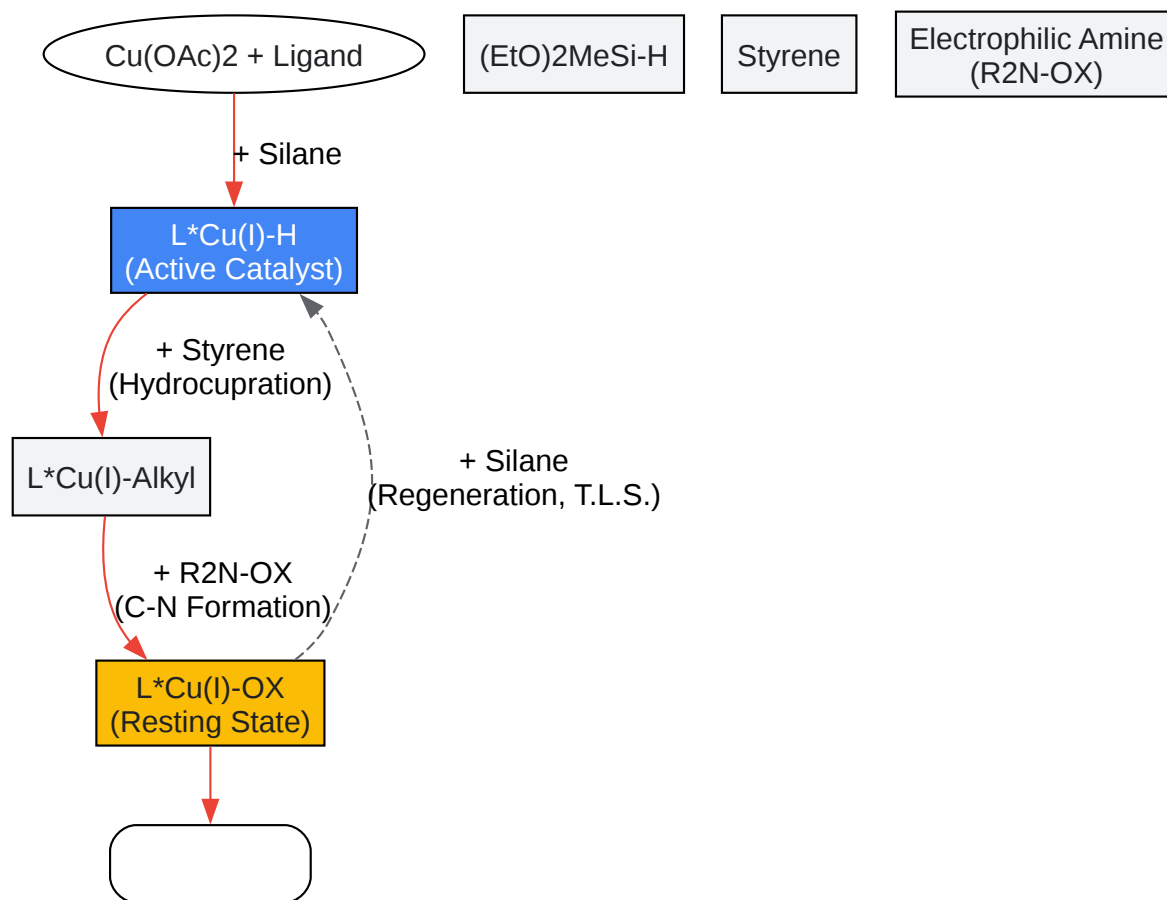 Cu(OAc)2 + Ligand
(EtO)2MeSi-H
Styrene
Electrophilic Amine
(R2N-OX)
+ Silane
L*Cu(I)-H
(Active Catalyst)
+ Styrene
(Hydrocupration)
L*Cu(I)-Alkyl
+ Silane
(Regeneration, T.L.S.)
+ R2N-OX
(C-N Formation)
L*Cu(I)-OX
(Resting State)